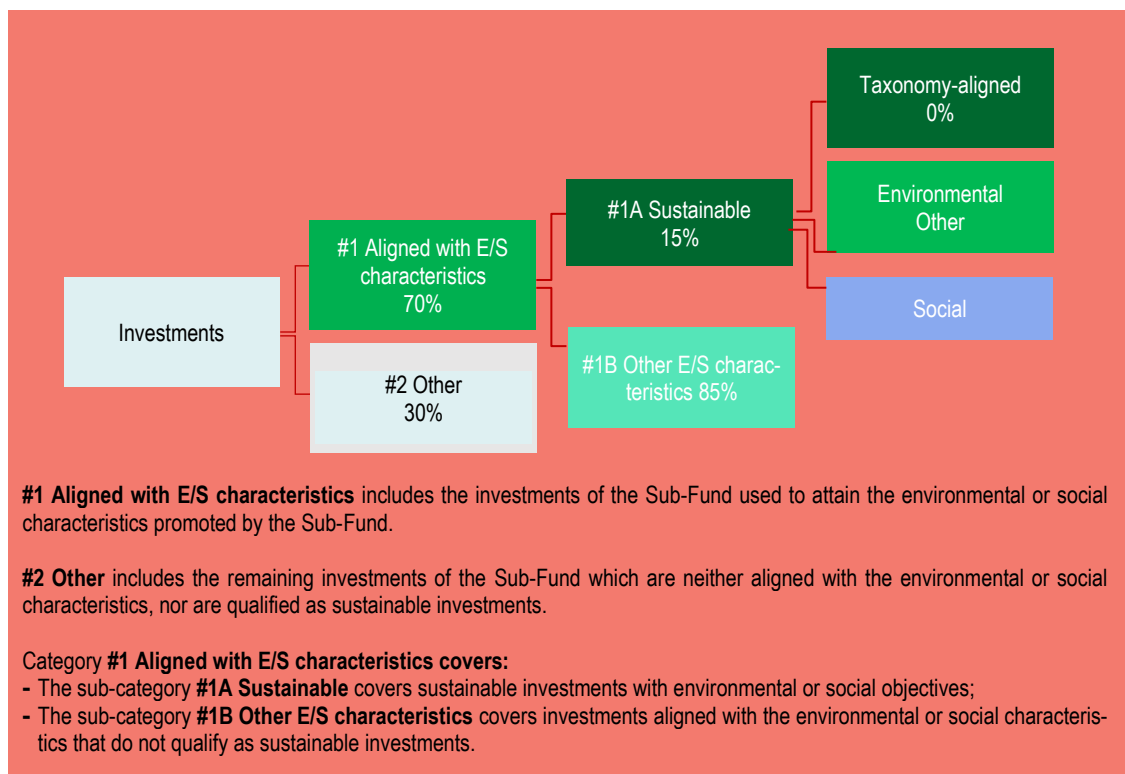 Taxonomy-aligned
0%
#1A Sustainable
15%
Environmental
Other
#1 Aligned with E/S
characteristics
70%
Social
Investments
#1B Other E/S charac-
teristics 85%
#2 Other
30%
#1 Aligned with E/S characteristics includes the investments of the Sub-Fund used to attain the environmental or social
characteristics promoted by the Sub-Fund.
#2 Other includes the remaining investments of the Sub-Fund which are neither aligned with the environmental or social
characteristics, nor are qualified as sustainable investments.
Category #1 Aligned with E/S characteristics covers:
- The sub-category #1A Sustainable covers sustainable investments with environmental or social objectives;
- The sub-category #1B Other E/S characteristics covers investments aligned with the environmental or social characteris-
tics that do not qualify as sustainable investments.